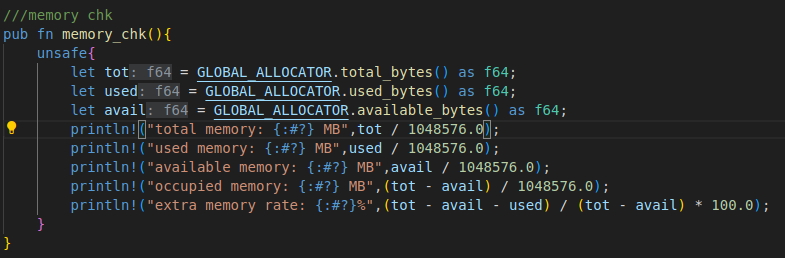 ///memory chk
pub fn memory_chk(){
    unsafe{
        let tot: f64 = GLOBAL_ALLOCATOR.total_bytes() as f64;
        let used: f64 = GLOBAL_ALLOCATOR.used_bytes() as f64;
        let avail: f64 = GLOBAL_ALLOCATOR.available_bytes() as f64;
        println!("total memory: {:#?} MB",tot / 1048576.0);
        println!("used memory: {:#?} MB",used / 1048576.0);
        println!("available memory: {:#?} MB",avail / 1048576.0);
        println!("occupied memory: {:#?} MB",(tot - avail) / 1048576.0);
        println!("extra memory rate: {:#?}%",(tot - avail - used) / (tot - avail) * 100.0);
    }
}